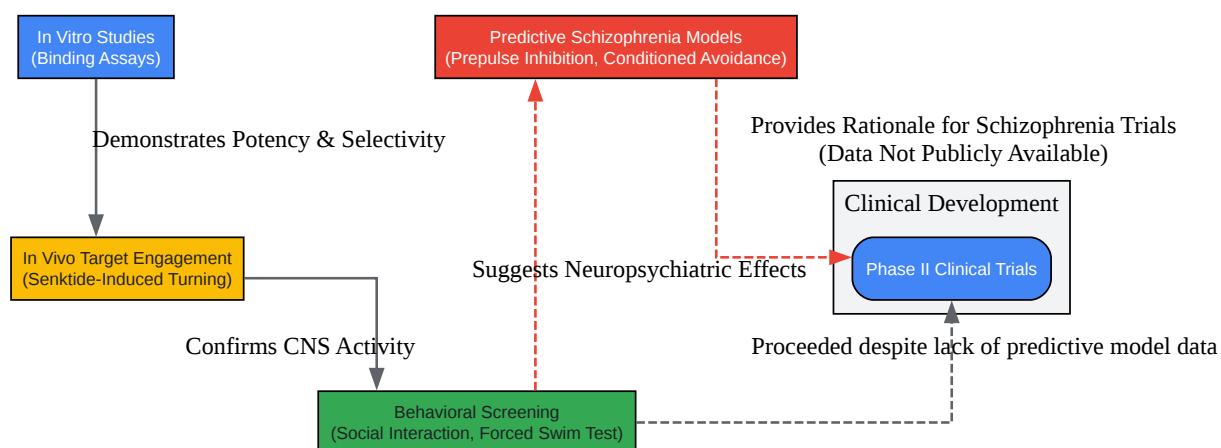 In Vitro Studies
(Binding Assays)
Predictive Schizophrenia Models
(Prepulse Inhibition, Conditioned Avoidance)
Demonstrates Potency & Selectivity
Provides Rationale for Schizophrenia Trials
(Data Not Publicly Available)
Clinical Development
In Vivo Target Engagement
(Senktide-Induced Turning)
Suggests Neuropsychiatric Effects
Phase II Clinical Trials
Confirms CNS Activity
Proceeded despite lack of predictive model data
Behavioral Screening
(Social Interaction, Forced Swim Test)